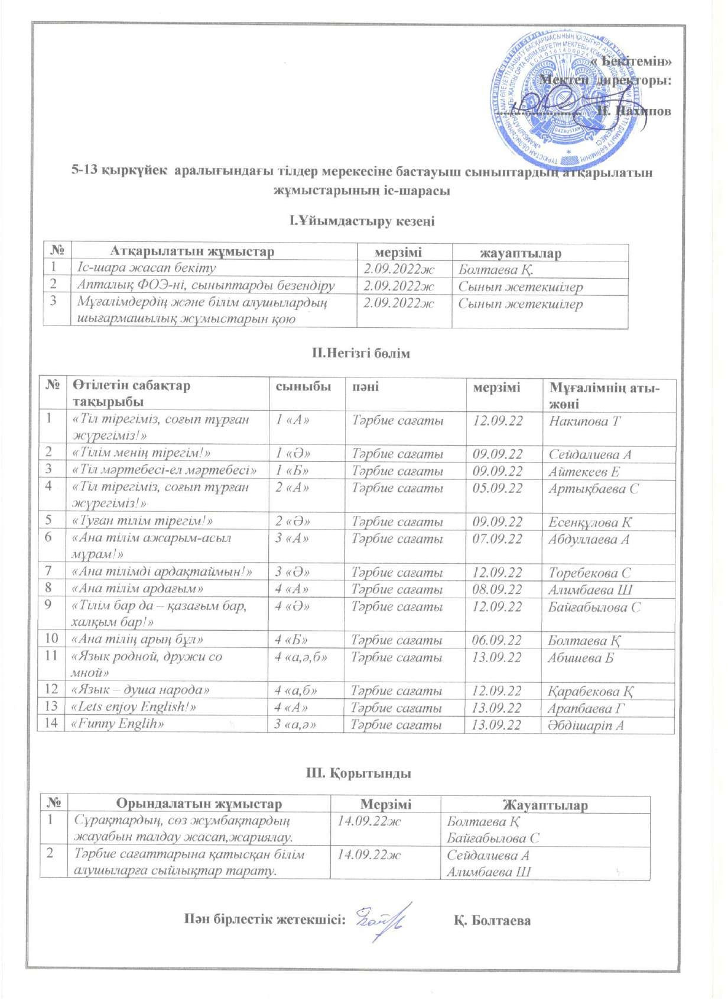 « Бекітемін»
Мектеп директоры:
Н. Нахипов
QAZAQSTAN
5-13 қыркүйек аралығындағы тілдер мерекесіне бастауыш сыныптардың атқарылатын
жұмыстарының іс-шарасы
І.Ұйымдастыру кезеңі
№ Атқарылатын жұмыстар мерзімі жауаптылар
1 Іс-шара жасап бекіту 2.09.2022ж Болтаева Қ.
2 Апталық ФОЭ-ні, сыныптарды безендіру 2.09.2022ж Сынып жетекшілер
3 Мұғалімдердің және білім алушылардың 2.09.2022ж Сынып жетекшілер
шығармашылық жұмыстарын қою
ІІ.Негізгі бөлім
№ Өтілетін сабақтар сыныбы пәні мерзімі Мұғалімнің аты-
тақырыбы жөні
1 «Тіл тірегіміз, соғып тұрған 1 «А» Тәрбие сағаты 12.09.22 Накипова Т
жүрегіміз!»
2 «Тілім менің тірегім!» 1 «Ә» Тәрбие сағаты 09.09.22 Сейдалиева А
3 «Тіл мәртебесі-ел мәртебесі» 1 «Б» Тәрбие сағаты 09.09.22 Айтекеев Е
4 «Тіл тірегіміз, соғып тұрған 2 «А» Тәрбие сағаты 05.09.22 Артықбаева С
жүрегіміз!»
5 «Туған тілім тірегім!» 2 «Ә» Тәрбие сағаты 09.09.22 Есенқұлова К
6 «Ана тілім ажарым-асыл 3 «А» Тәрбие сағаты 07.09.22 Абдуллаева А
мұрам!»
7 «Ана тілімді ардақтаймын!» 3 «Ә» Тәрбие сағаты 12.09.22 Торебекова С
8 «Ана тілім ардағым» 4 «А» Тәрбие сағаты 08.09.22 Алимбаева Ш
9 «Тілім бар да – қазағым бар, 4 «Ә» Тәрбие сағаты 12.09.22 Байғабылова С
халқым бар!»
10 «Ана тілің арың бұл» 4 «Б» Тәрбие сағаты 06.09.22 Болтаева Қ
11 «Язык родной, дружи со 4 «а,ә,б» Тәрбие сағаты 13.09.22 Абишева Б
мной»
12 «Язык – душа народа» 4 «а,б» Тәрбие сағаты 12.09.22 Қарабекова Қ
13 «Lets enjoy English!» 4 «А» Тәрбие сағаты 13.09.22 Арапбаева Г
14 «Funny Englih» 3 «а,ә» Тәрбие сағаты 13.09.22 Әбдішаріп А
ІІІ. Қорытынды
№ Орындалатын жұмыстар Мерзімі Жауаптылар
1 Сұрақтардың, сөз жұмбақтардың 14.09.22ж Болтаева Қ
жауабын талдау жасап,жариялау. Байғабылова С
2 Тәрбие сағаттарына қатысқан білім 14.09.22ж Сейдалиева А
алушыларға сыйлықтар тарату. Алимбаева Ш
Пән бірлестік жетекшісі: Қ. Болтаева